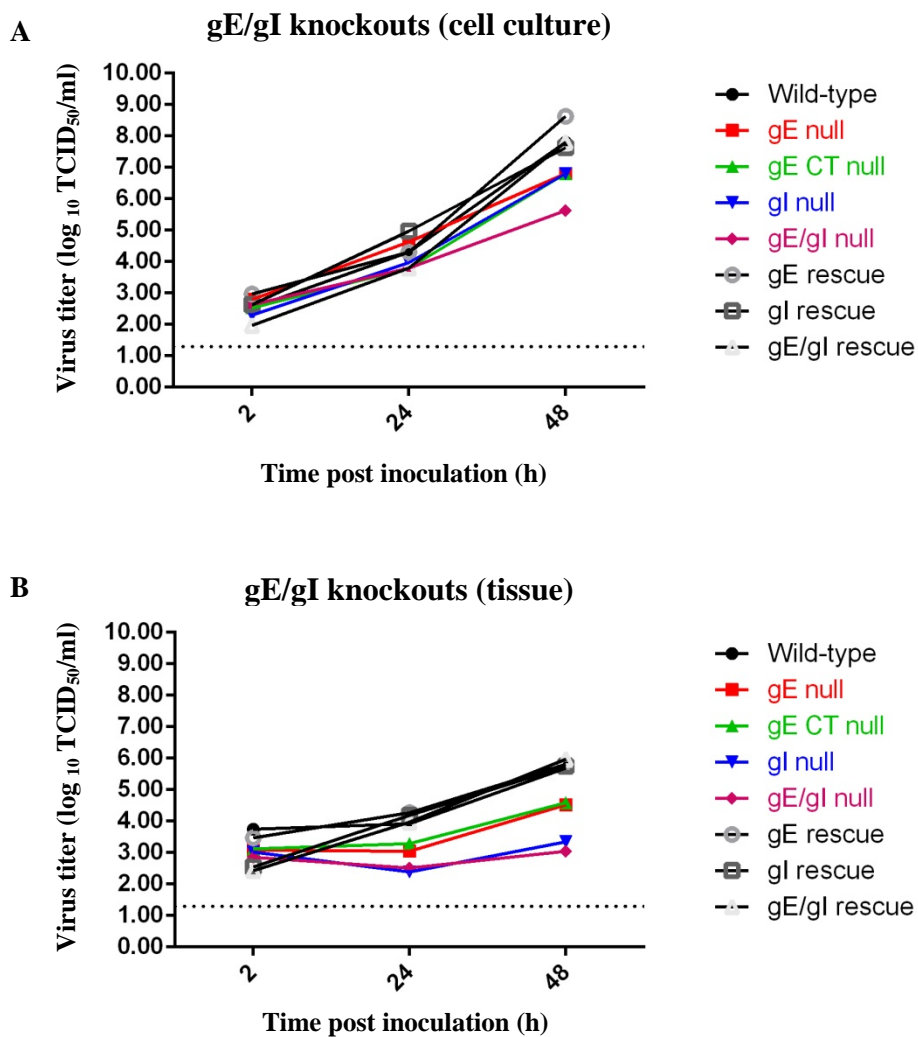 A
gE/gI knockouts (cell culture)
Virus titer (log 10 TCID50/ml)
10.00
9.00
8.00
7.00
6.00
5.00
4.00
3.00
2.00
1.00
0.00
2
24
48
Time post inoculation (h)
Wild-type
gE null
gE CT null
gI null
gE/gI null
gE rescue
gI rescue
gE/gI rescue
B
gE/gI knockouts (tissue)
Virus titer (log 10 TCID50/ml)
10.00
9.00
8.00
7.00
6.00
5.00
4.00
3.00
2.00
1.00
0.00
2
24
48
Time post inoculation (h)
Wild-type
gE null
gE CT null
gI null
gE/gI null
gE rescue
gI rescue
gE/gI rescue